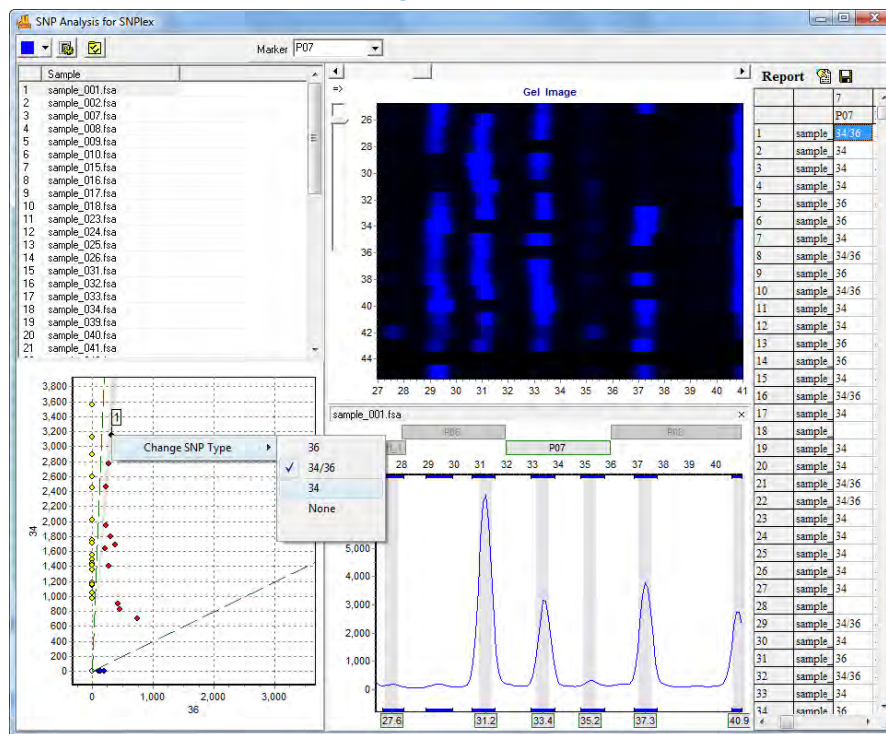 SNP Analysis for SNPlex
Marker P07
Sample
1 sample_001.fsa
2 sample_002.fsa
3 sample_007.fsa
4 sample_008.fsa
5 sample_009.fsa
6 sample_010.fsa
7 sample_015.fsa
8 sample_016.fsa
9 sample_017.fsa
10 sample_018.fsa
11 sample_023.fsa
12 sample_024.fsa
13 sample_025.fsa
14 sample_026.fsa
15 sample_031.fsa
16 sample_032.fsa
17 sample_033.fsa
18 sample_034.fsa
19 sample_039.fsa
20 sample_040.fsa
21 sample_041.fsa
=>
Gel Image
26
28
30
32
34
36
38
40
42
44
27 28 29 30 31 32 33 34 35 36 37 38 39 40 41
Report
7
P07
1 sample_ 34/36
2 sample_ 34
3 sample_ 34
4 sample_ 34
5 sample_ 36
6 sample_ 36
7 sample_ 34
8 sample_ 34/36
9 sample_ 36
10 sample_ 34/36
11 sample_ 34
12 sample_ 34
13 sample_ 36
14 sample_ 36
15 sample_ 34
16 sample_ 34/36
17 sample_ 34
18 sample_
19 sample_ 34
20 sample_ 34
21 sample_ 34/36
22 sample_ 34/36
23 sample_ 34
24 sample_ 34
25 sample_ 34
26 sample_ 34
27 sample_ 34
28 sample_
29 sample_ 34/36
30 sample_ 34
31 sample_ 36
32 sample_ 34/36
33 sample_ 34
34 sample_ 36
3,800
3,600
3,400
3,200
3,000
2,800
2,600
2,400
2,200
2,000
1,800
1,600
1,400
1,200
1,000
800
600
400
200
0
34
1
0 1,000 2,000 3,000
36
Change SNP Type
36
34/36
34
None
sample_001.fsa
P07
28 29 30 31 32 33 34 35 36 37 38 39 40
5,000
4,000
3,000
2,000
1,000
0
27.6 31.2 33.4 35.2 37.3 40.9